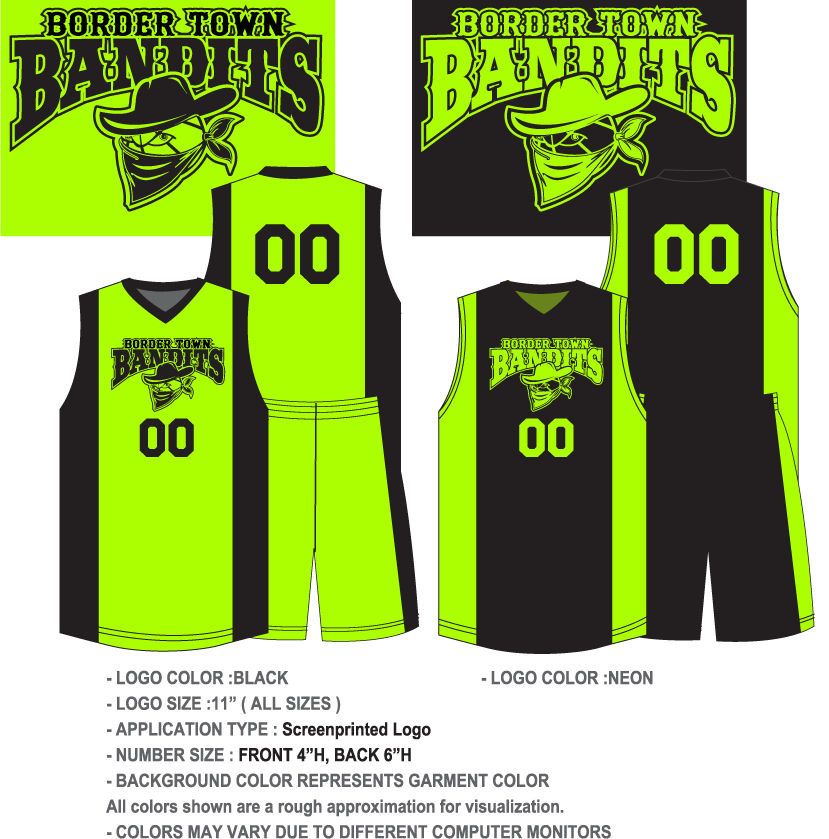 BORDER TOWN
BANDITS
BORDER TOWN
BANDITS
00
00
BORDER TOWN
BANDITS
00
BORDER TOWN
BANDITS
00
- LOGO COLOR :BLACK
- LOGO COLOR :NEON
- LOGO SIZE :11” ( ALL SIZES )
- APPLICATION TYPE : Screenprinted Logo
- NUMBER SIZE : FRONT 4”H, BACK 6”H
- BACKGROUND COLOR REPRESENTS GARMENT COLOR
All colors shown are a rough approximation for visualization.
- COLORS MAY VARY DUE TO DIFFERENT COMPUTER MONITORS